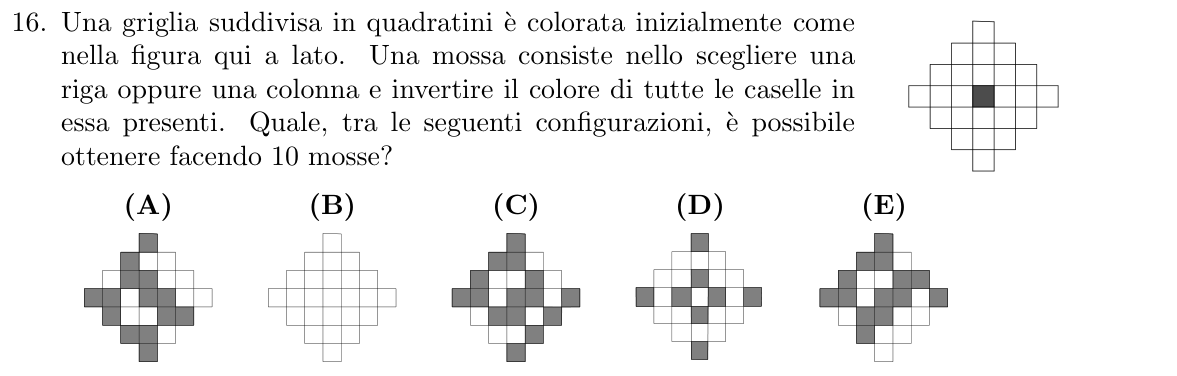 16. Una griglia suddivisa in quadratini è colorata inizialmente come
nella figura qui a lato. Una mossa consiste nello scegliere una
riga oppure una colonna e invertire il colore di tutte le caselle in
essa presenti. Quale, tra le seguenti configurazioni, è possibile
ottenere facendo 10 mosse?
(A) (B) (C) (D) (E)